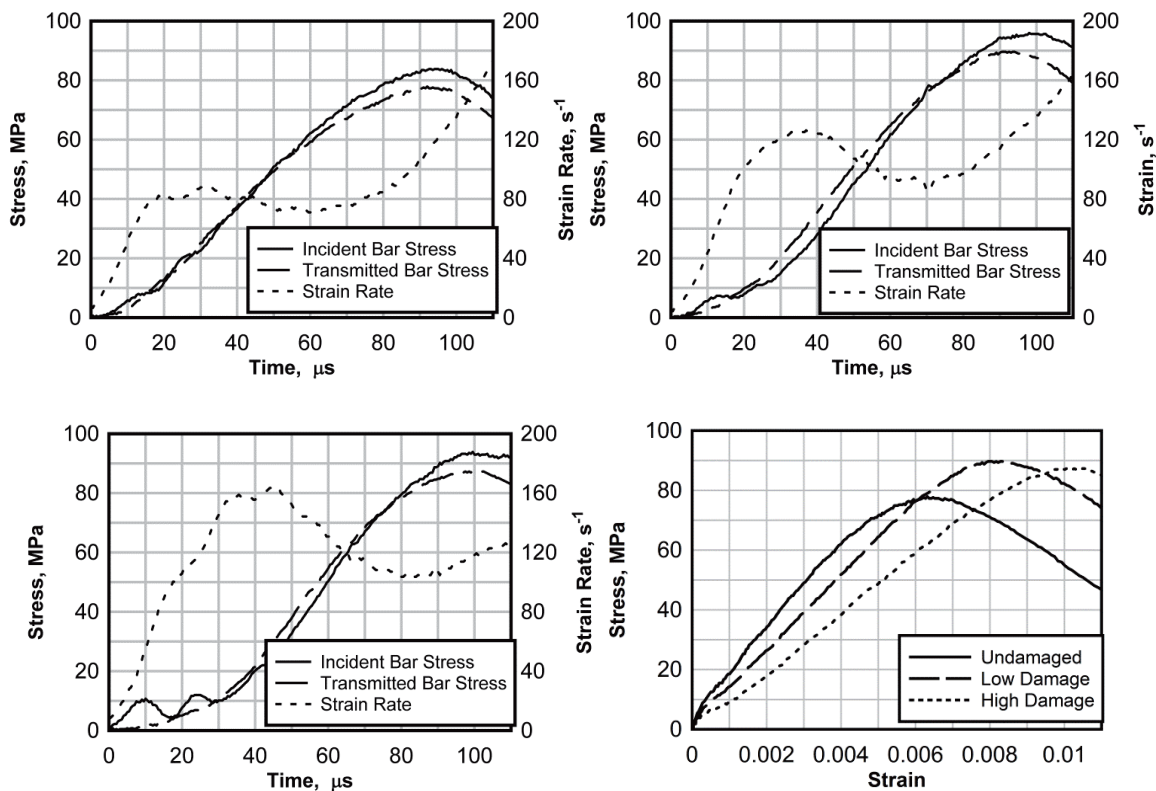 100
80
60
40
20
0
Stress, MPa
200
160
120
80
40
0
Strain Rate, s-1
Incident Bar Stress
Transmitted Bar Stress
Strain Rate
0 20 40 60 80 100
Time, μs
100
80
60
40
20
0
Stress, MPa
200
160
120
80
40
0
Strain, s-1
Incident Bar Stress
Transmitted Bar Stress
Strain Rate
0 20 40 60 80 100
Time, μs
100
80
60
40
20
0
Stress, MPa
200
160
120
80
40
0
Strain Rate, s-1
Incident Bar Stress
Transmitted Bar Stress
Strain Rate
0 20 40 60 80 100
Time, μs
100
80
60
40
20
0
Stress, MPa
Undamaged
Low Damage
High Damage
0 0.002 0.004 0.006 0.008 0.01
Strain